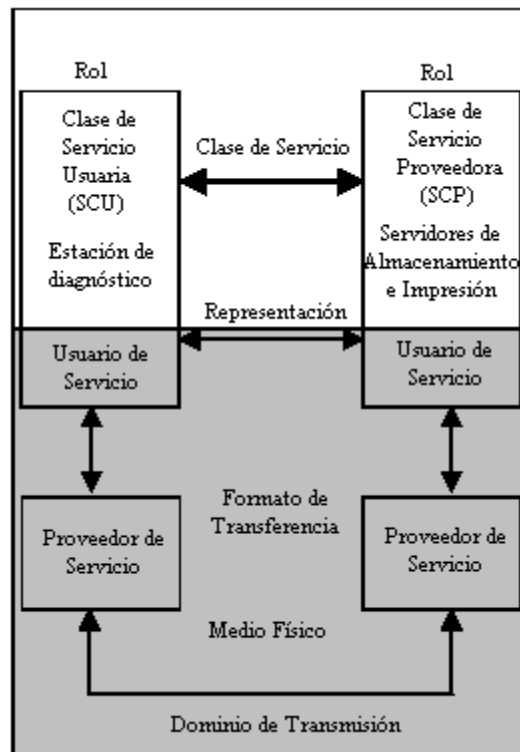 Rol
Clase de
Servicio
Usuaria
(SCU)
Estación de
diagnóstico
Clase de Servicio
Rol
Clase de
Servicio
Proveedora
(SCP)
Servidores de
Almacenamiento
e Impresión
Representación
Usuario de
Servicio
Usuario de
Servicio
Formato de
Transferencia
Proveedor de
Servicio
Proveedor de
Servicio
Medio Físico
Dominio de Transmisión